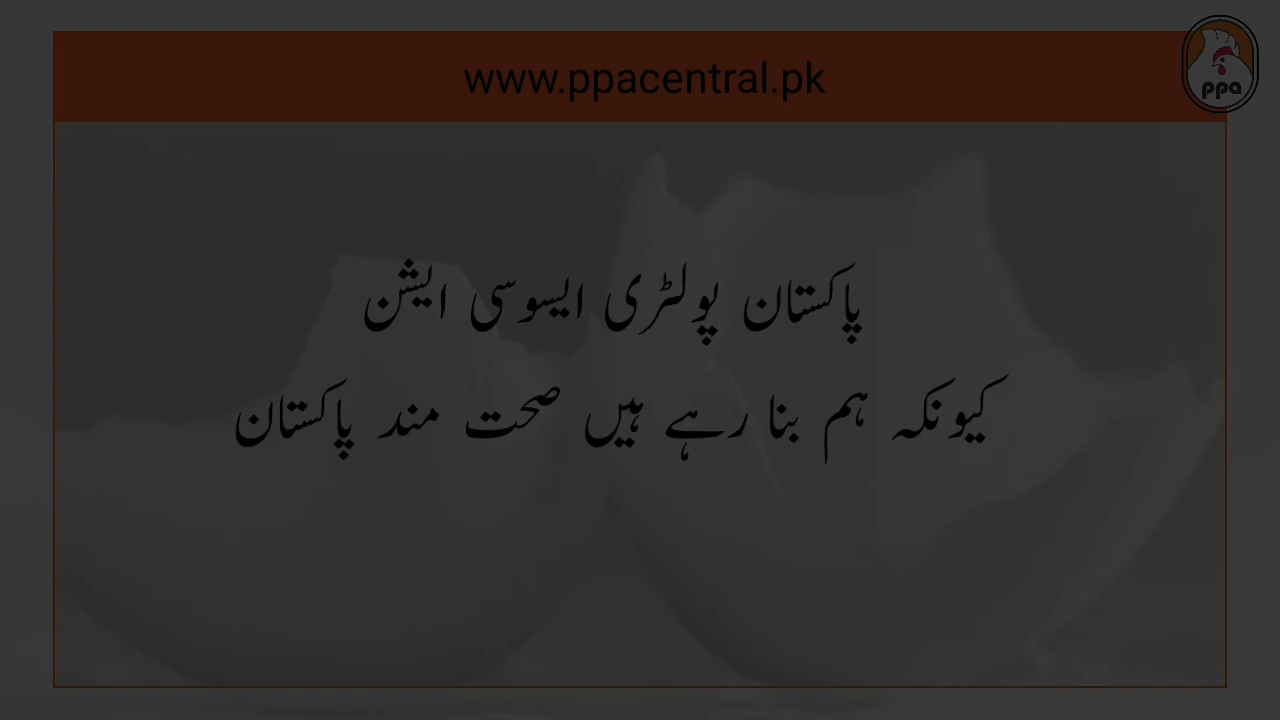 www.ppacentral.pk
ppa
پاکستان پولٹری ایسوسی ایشن
کیونکہ ہم بنا رہے ہیں صحت مند پاکستان